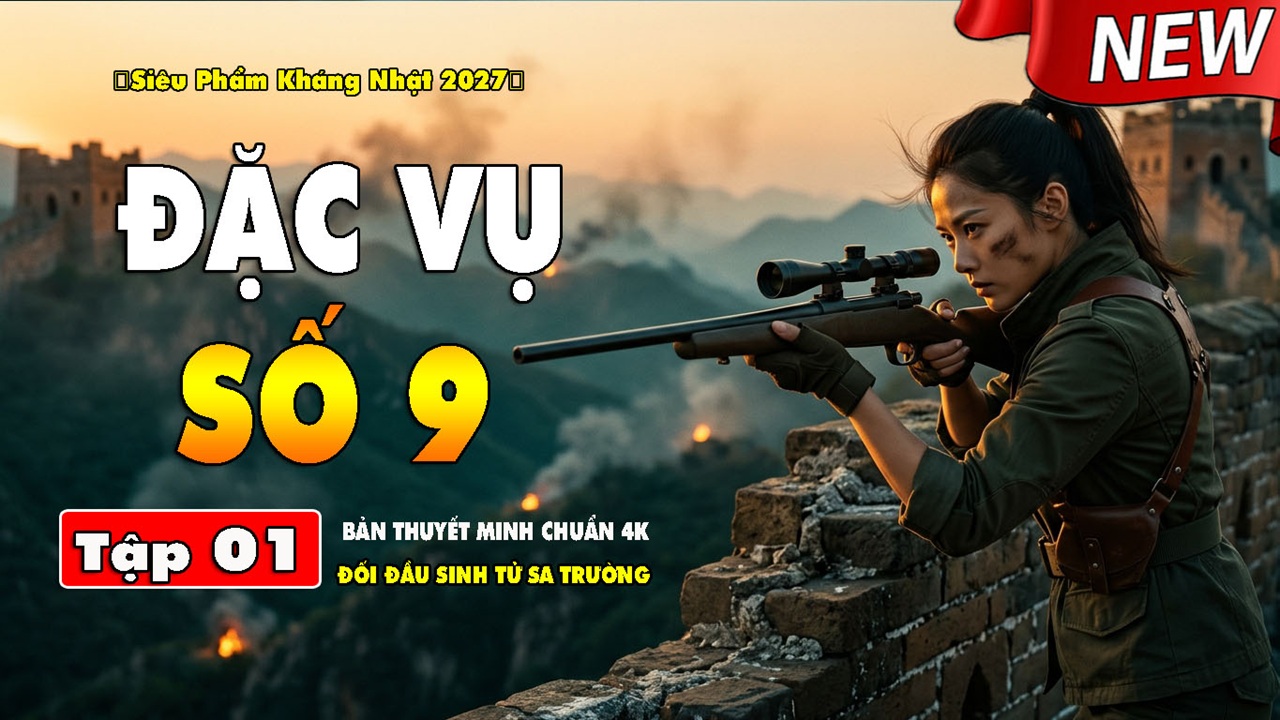 Siêu Phẩm Kháng Nhật 2027
NEW
ĐẶC VỤ
SỐ 9
Tập 01
BẢN THUYẾT MINH CHUẨN 4K
ĐỐI ĐẦU SINH TỬ SA TRƯỜNG